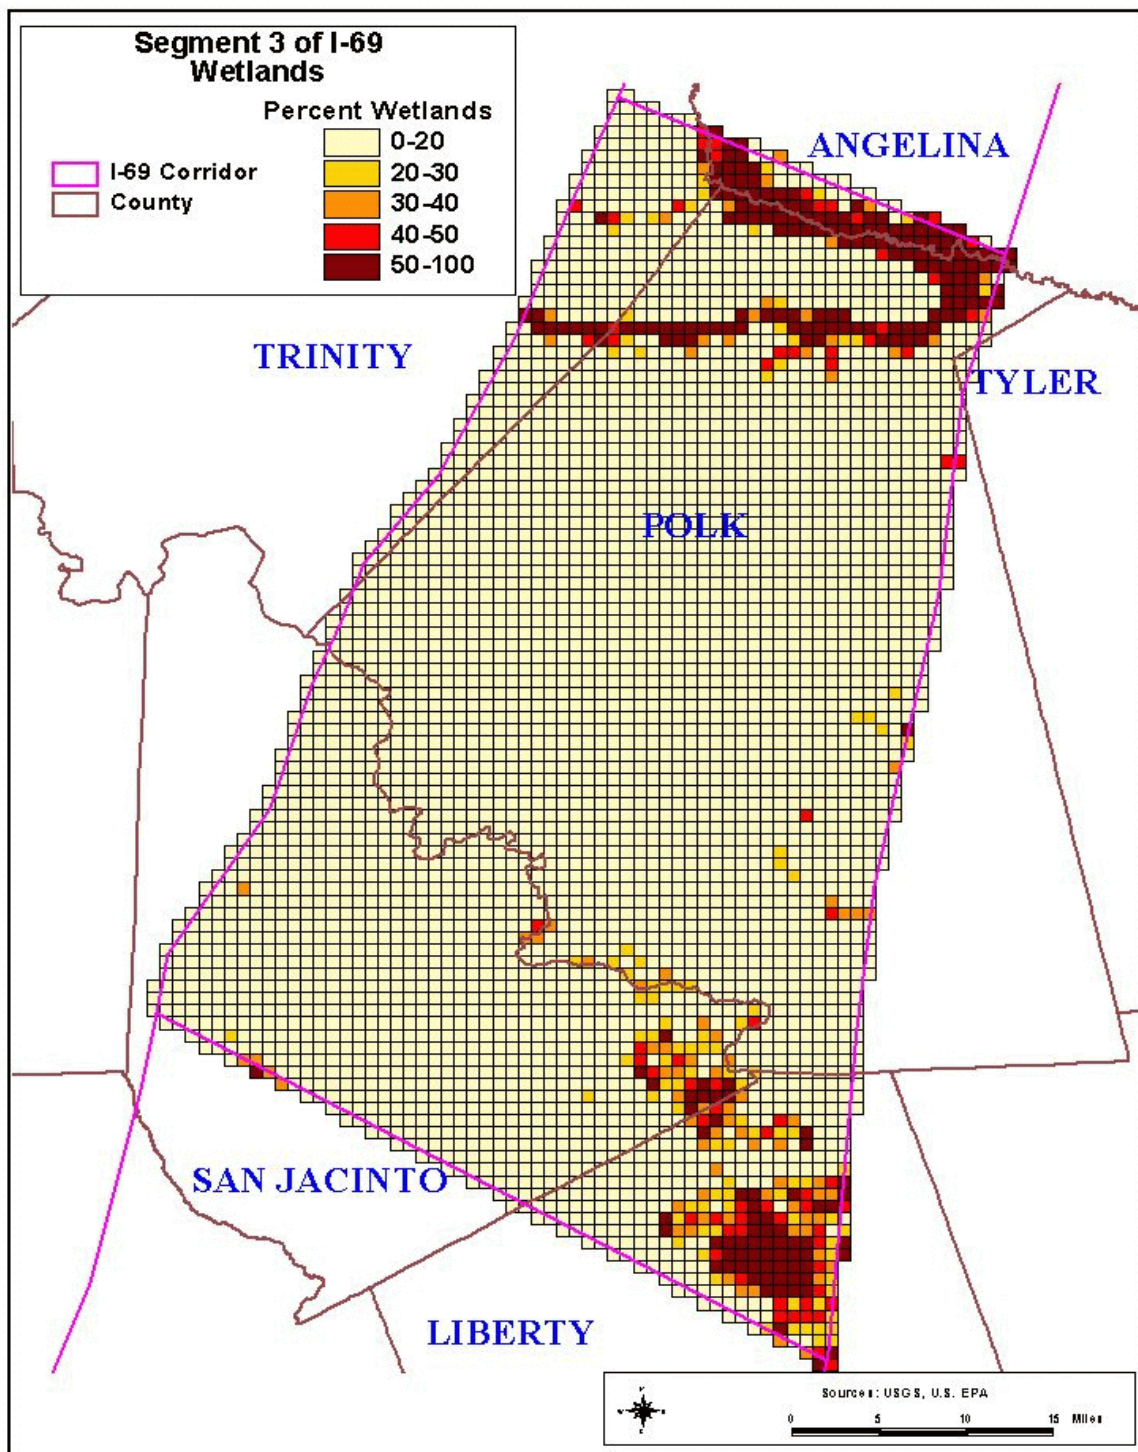 Segment 3 of I-69
Wetlands
Percent Wetlands
0-20
20-30
I-69 Corridor
30-40
County
40-50
50-100
ANGELINA
TRINITY
TYLER
POLK
SAN JACINTO
LIBERTY
Sources: USGS, U.S. EPA
0 5 10 15 Miles